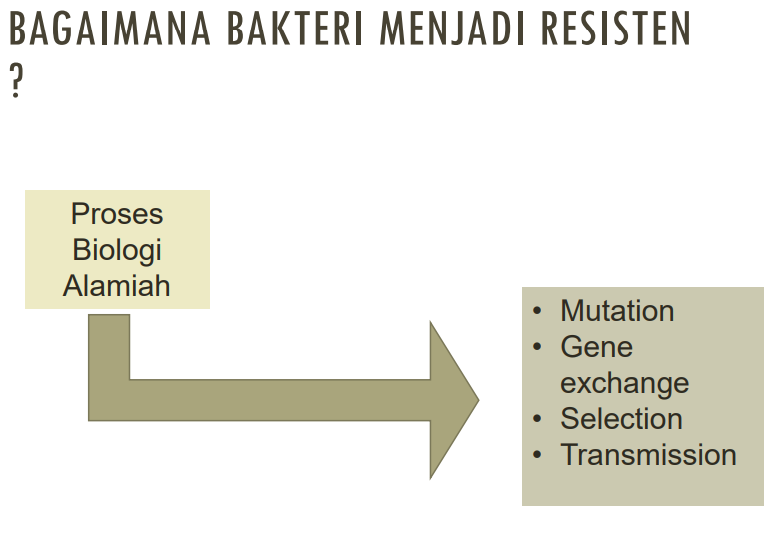 BAGAIMANA BAKTERI MENJADI RESISTEN
?
Proses
Biologi
Alamiah
• Mutation
• Gene
exchange
• Selection
• Transmission